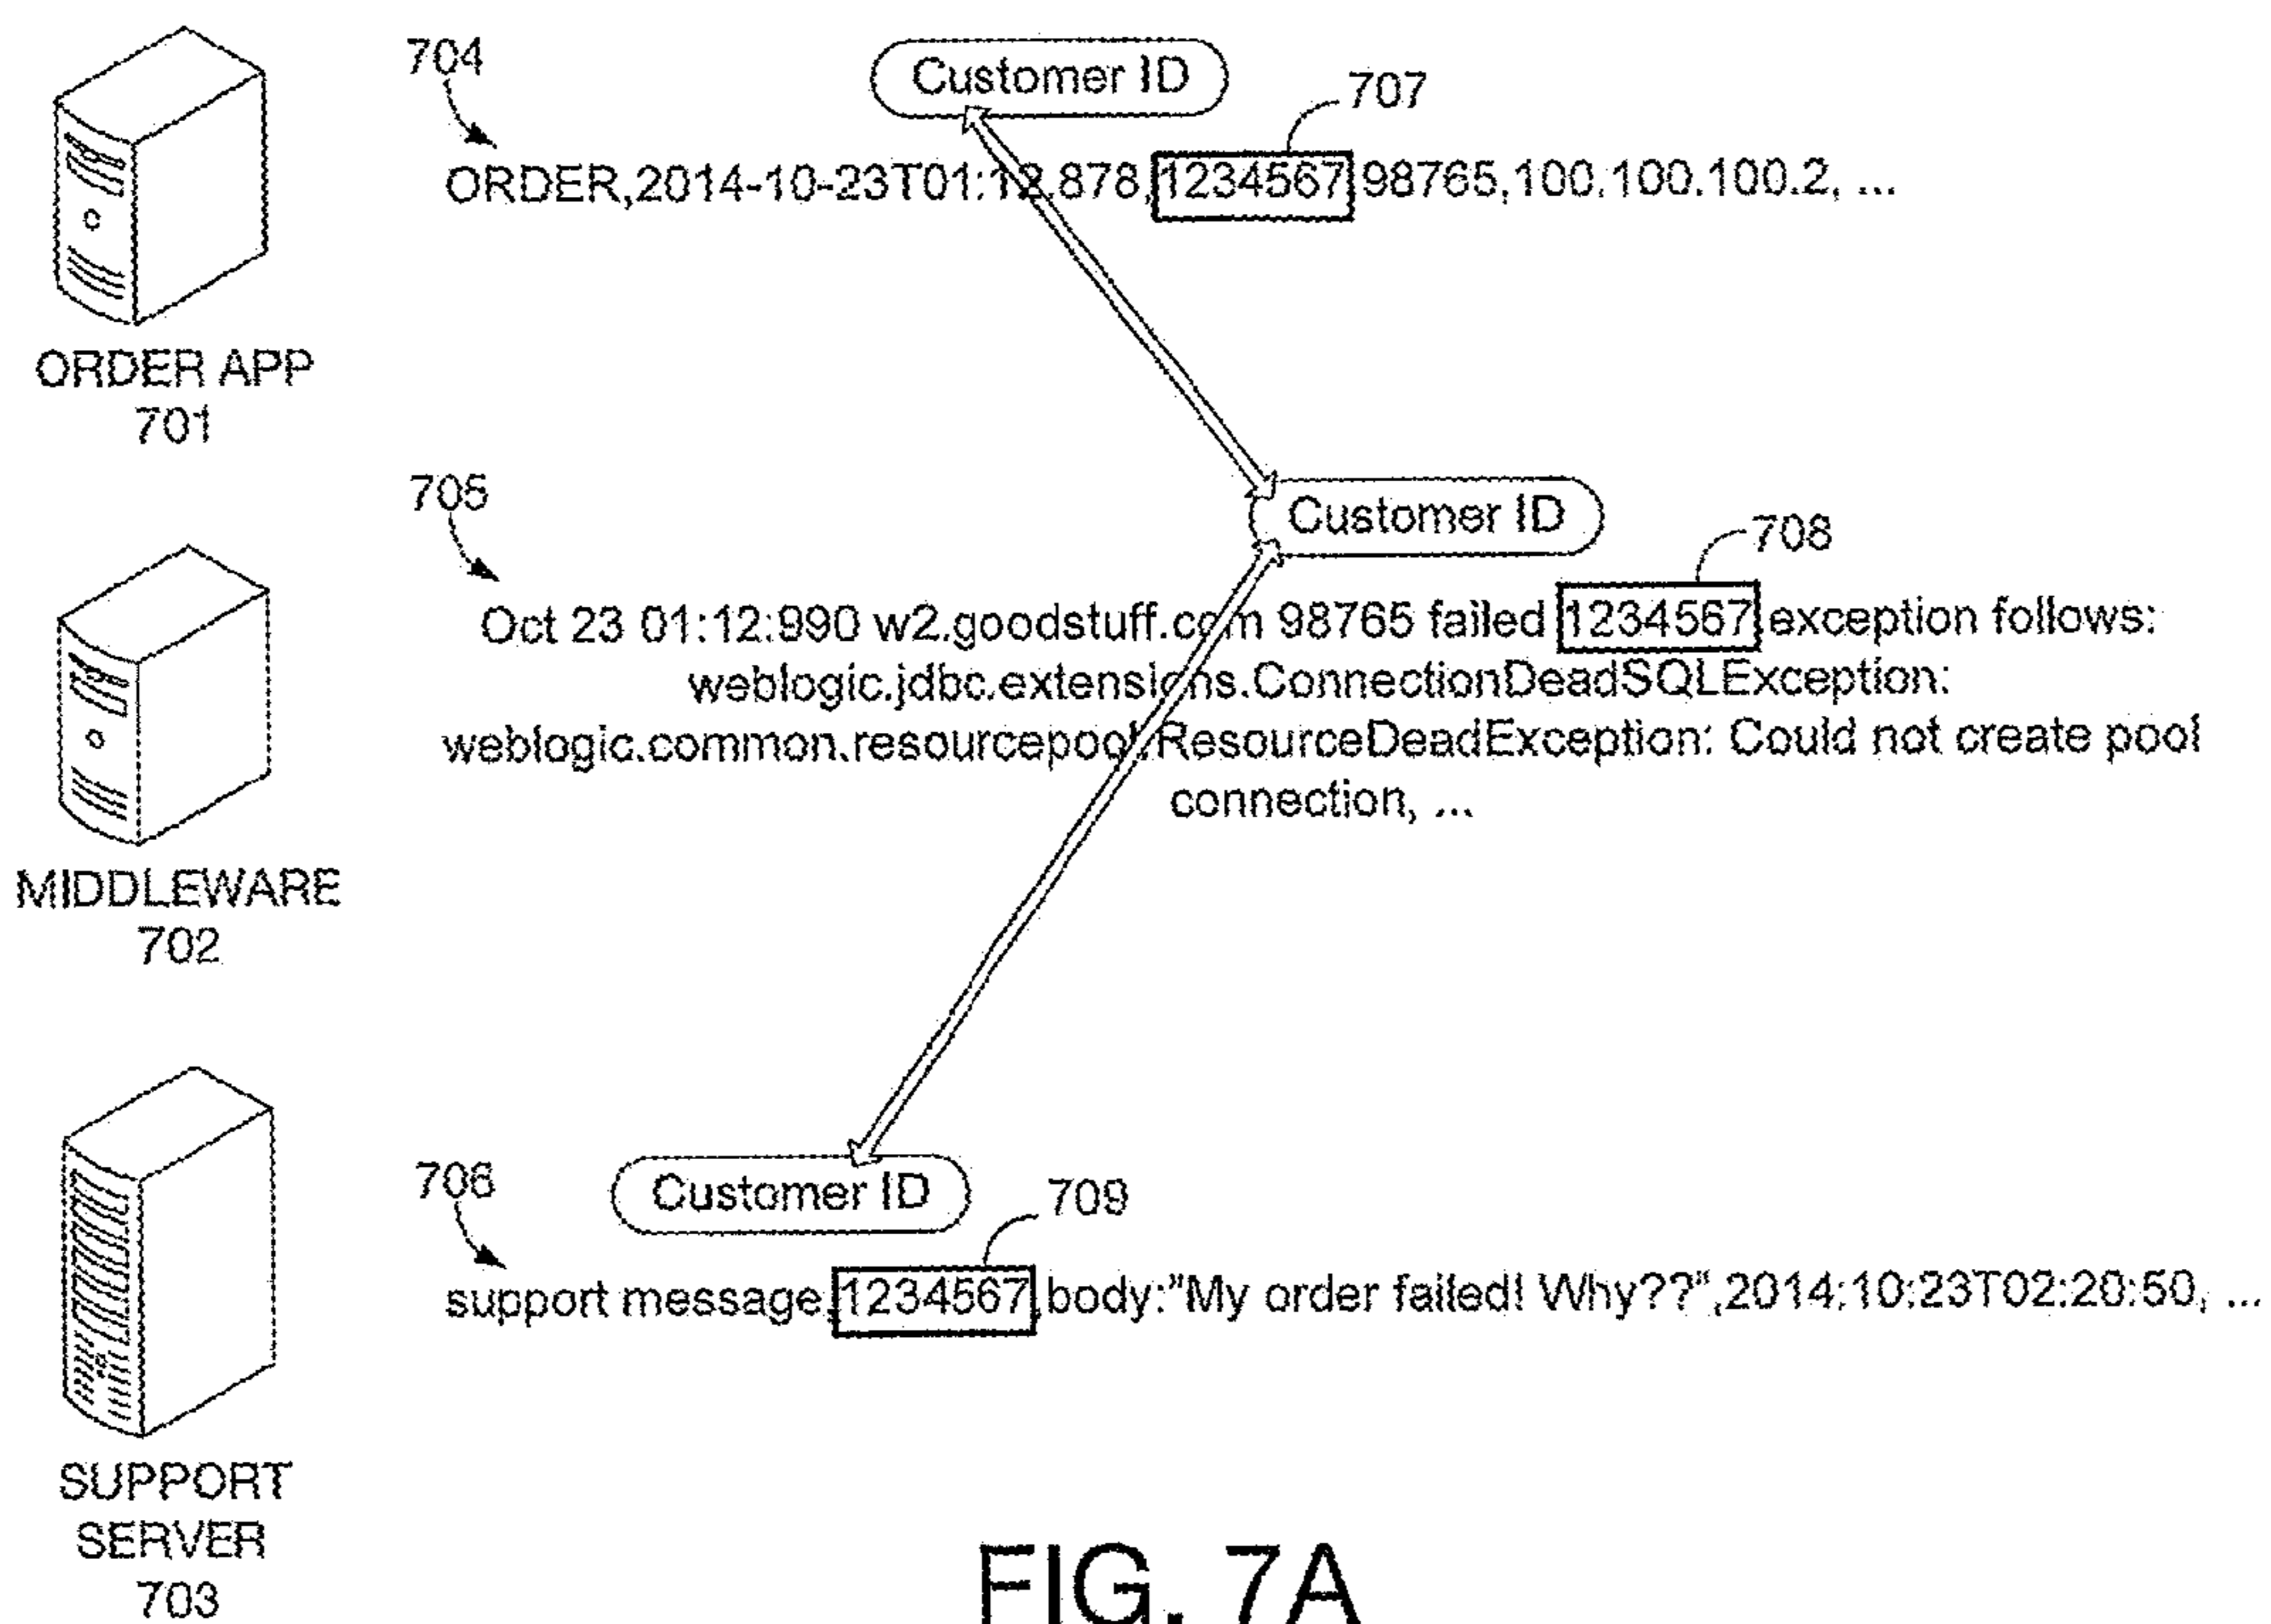 704
Customer ID
707
ORDER,2014-10-23T01:12.878,1234567,98765,100.100.100.2, ...
ORDER APP
701
705
Customer ID
708
Oct 23 01:12:990 w2.goodstuff.com 98765 failed 1234567,exception follows:
weblogic.jdbc.extensions.ConnectionDeadSQLException:
weblogic.common.resourcepool.ResourceDeadException: Could not create pool
connection, ...
MIDDLEWARE
702
706
Customer ID
709
support message,1234567,body:"My order failed! Why??",2014:10:23T02:20:50, ...
SUPPORT
SERVER
703
FIG. 7A